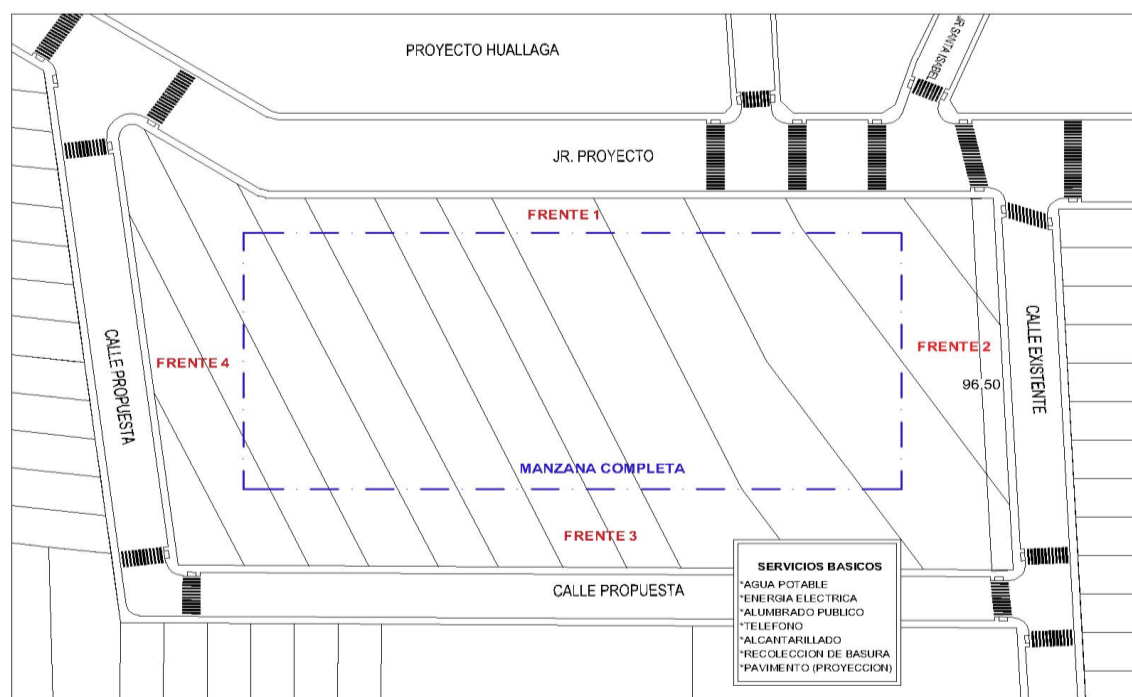 PROYECTO HUALLAGA
JR SANTA ISABEL
JR. PROYECTO
FRENTE 1
CALLE PROPUESTA
FRENTE 4
FRENTE 2
CALLE EXISTENTE
96.50
MANZANA COMPLETA
FRENTE 3
CALLE PROPUESTA
SERVICIOS BASICOS
*AGUA POTABLE
*ENERGIA ELECTRICA
*ALUMBRADO PUBLICO
*TELEFONO
*ALCANTARILLADO
*RECOLECCION DE BASURA
*PAVIMENTO (PROYECCION)